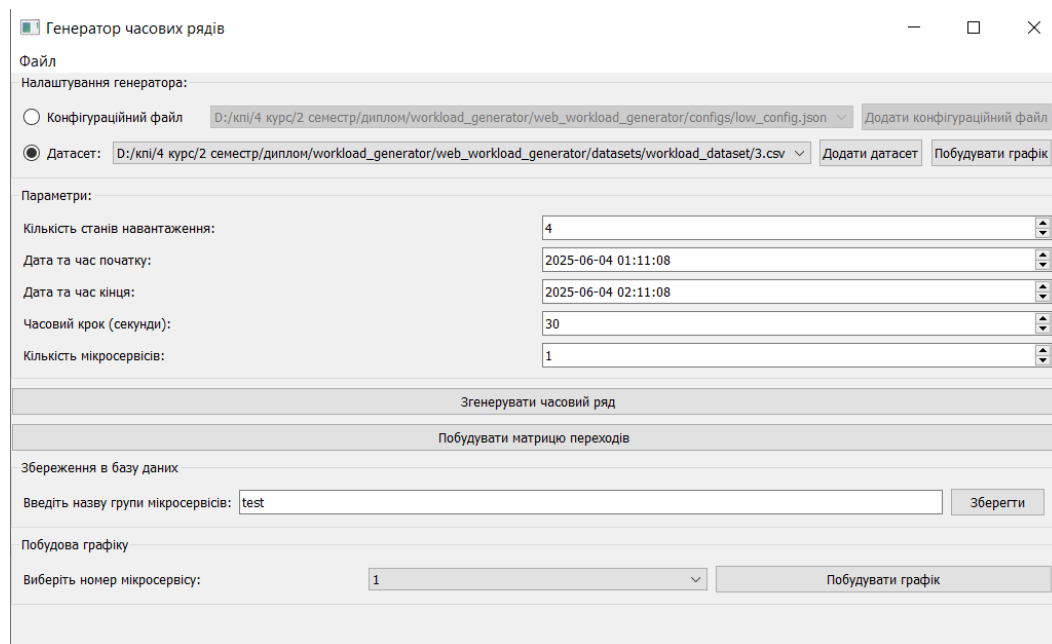 Генератор часових рядів
Файл
Налаштування генератора:
Конфігураційний файл D:/кпі/4 курс/2 семестр/диплом/workload_generator/web_workload_generator/configs/low_config.json Додати конфігураційний файл
Датасет: D:/кпі/4 курс/2 семестр/диплом/workload_generator/web_workload_generator/datasets/workload_dataset/3.csv Додати датасет Побудувати графік
Параметри:
Кількість станів навантаження: 4
Дата та час початку: 2025-06-04 01:11:08
Дата та час кінця: 2025-06-04 02:11:08
Часовий крок (секунди): 30
Кількість мікросервісів: 1
Згенерувати часовий ряд
Побудувати матрицю переходів
Збереження в базу даних
Введіть назву групи мікросервісів: test Зберегти
Побудова графіку
Виберіть номер мікросервісу: 1 Побудувати графік